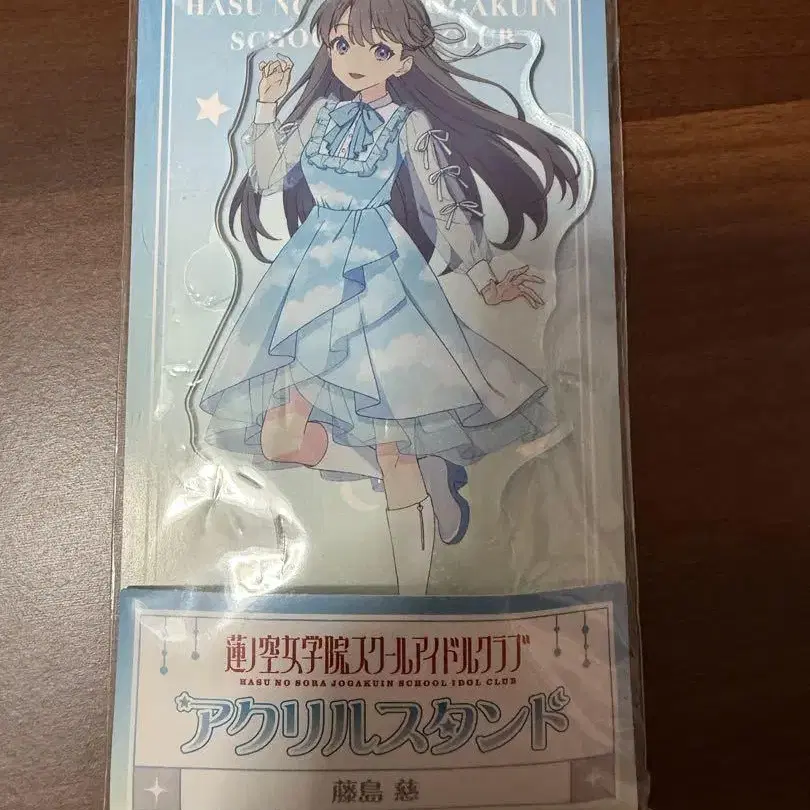 HASU NO JOGAKUIN
SCHOO CLUB
蓮ノ空女学院スクールアイドルクラブ
HASU NO SORA JOGAKUIN SCHOOL IDOL CLUB
アクリルスタンド
藤島 慈